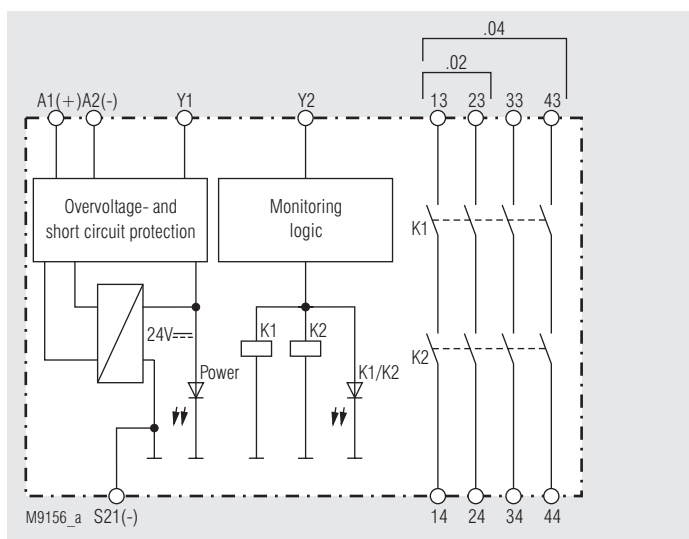 .04
.02
A1(+) A2(-) Y1 Y2 13 23 33 43
Overvoltage- and
short circuit protection
Monitoring
logic
K1
24V
K1 K2
K2
Power
K1/K2
M9156_a S21(-) 14 24 34 44